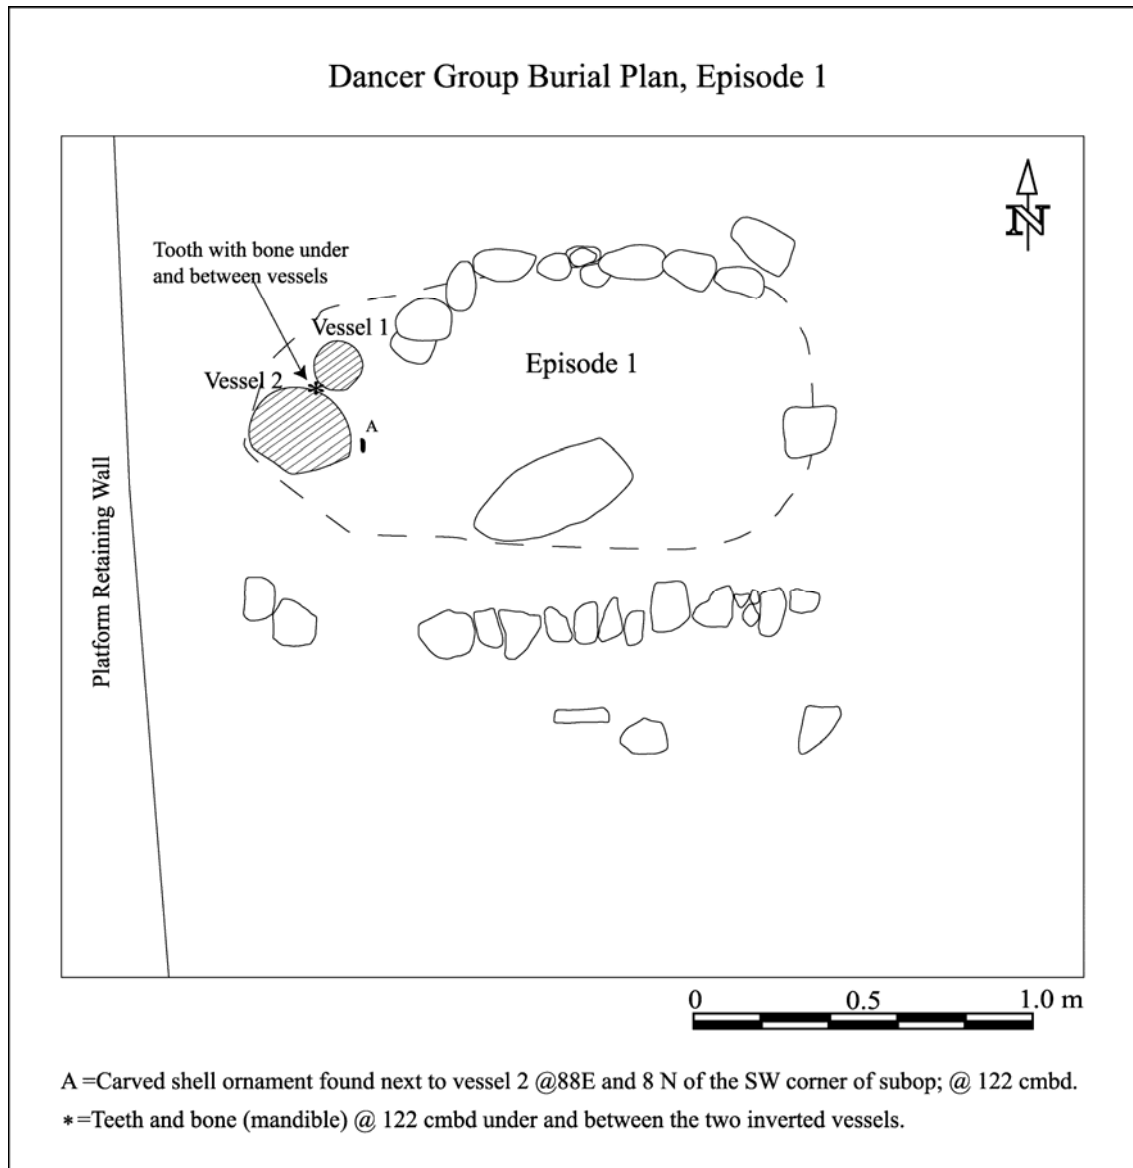 Dancer Group Burial Plan, Episode 1
N
Tooth with bone under
and between vessels
Vessel 1
Episode 1
Vessel 2
A
Platform Retaining Wall
0 0.5 1.0 m
A =Carved shell ornament found next to vessel 2 @88E and 8 N of the SW corner of subop; @ 122 cmbd.
*=Teeth and bone (mandible) @ 122 cmbd under and between the two inverted vessels.